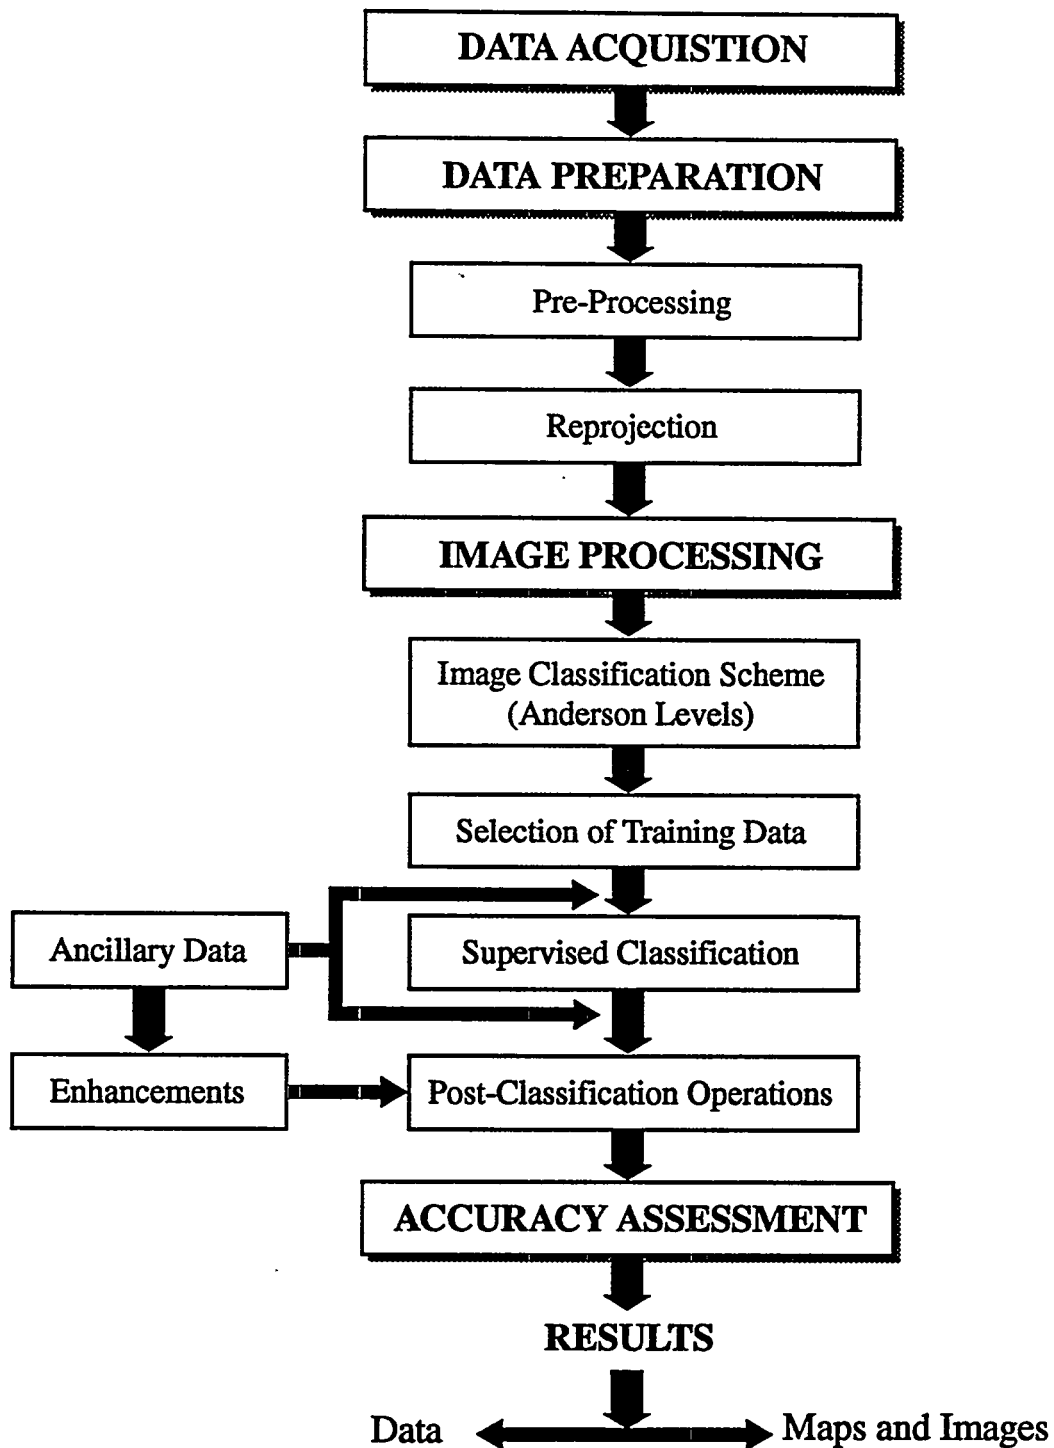 DATA ACQUISTION
DATA PREPARATION
Pre-Processing
Reprojection
IMAGE PROCESSING
Image Classification Scheme
(Anderson Levels)
Selection of Training Data
Ancillary Data
Supervised Classification
Enhancements
Post-Classification Operations
ACCURACY ASSESSMENT
RESULTS
Data
Maps and Images